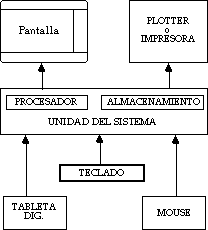 Pantalla
PLOTTER
o
IMPRESORA
PROCESADOR
ALMACENAMIENTO
UNIDAD DEL SISTEMA
TECLADO
TABLETA
DIG.
MOUSE